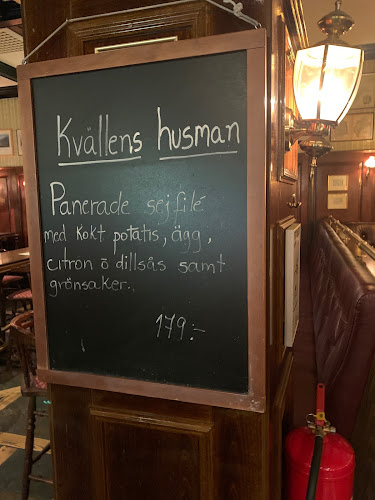 Kvällens husman
Panerade sejfilé
med kokt potatis, ägg,
citron ö dillsås samt
grönsaker.
179:-